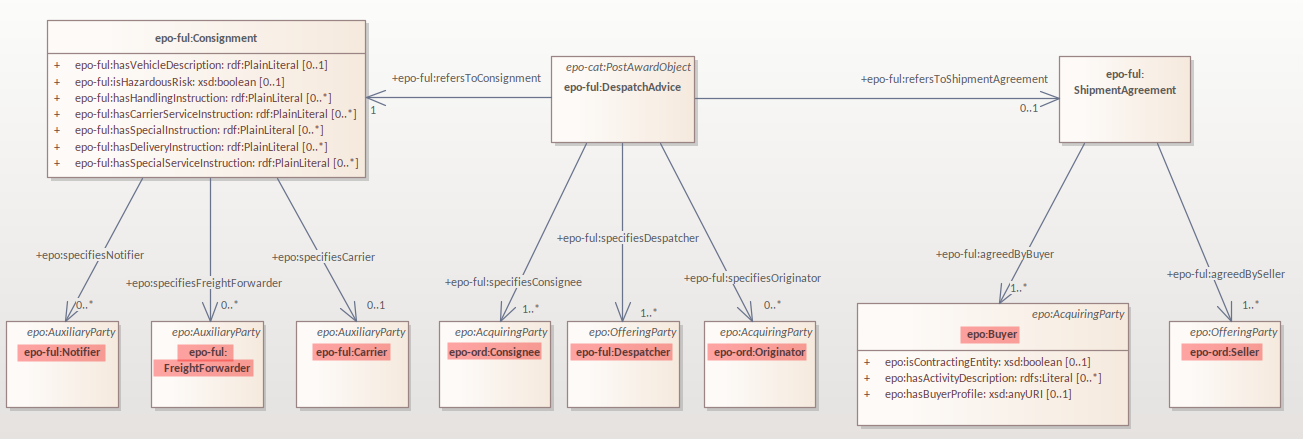 epo-ful:Consignment
+ epo-ful:hasVehicleDescription: rdf:PlainLiteral [0..1]
+ epo-ful:isHazardousRisk: xsd:boolean [0..1]
+ epo-ful:hasHandlingInstruction: rdf:PlainLiteral [0..*]
+ epo-ful:hasCarrierServiceInstruction: rdf:PlainLiteral [0..*]
+ epo-ful:hasSpecialInstruction: rdf:PlainLiteral [0..*]
+ epo-ful:hasDeliveryInstruction: rdf:PlainLiteral [0..*]
+ epo-ful:hasSpecialServiceInstruction: rdf:PlainLiteral [0..*]
+epo-ful:refersToConsignment
1
epo-cat:PostAwardObject
epo-ful:DespatchAdvice
+epo-ful:refersToShipmentAgreement
0..1
epo-ful:
ShipmentAgreement
+epo:specifiesNotifier
0..*
+epo:specifiesFreightForwarder
0..*
+epo:specifiesCarrier
0..1
+epo-ful:specifiesConsignee
1..*
+epo-ful:specifiesDespatcher
1..*
+epo-ful:specifiesOriginator
0..*
+epo-ful:agreedByBuyer
1..*
+epo-ful:agreedBySeller
1..*
epo:AuxiliaryParty
epo-ful:Notifier
epo:AuxiliaryParty
epo-ful:
FreightForwarder
epo:AuxiliaryParty
epo-ful:Carrier
epo:AcquiringParty
epo-ord:Consignee
epo:OfferingParty
epo-ful:Despatcher
epo:AcquiringParty
epo-ord:Originator
epo:AcquiringParty
epo:Buyer
+ epo:isContractingEntity: xsd:boolean [0..1]
+ epo:hasActivityDescription: rdfs:Literal [0..*]
+ epo:hasBuyerProfile: xsd:anyURI [0..1]
epo:OfferingParty
epo-ord:Seller